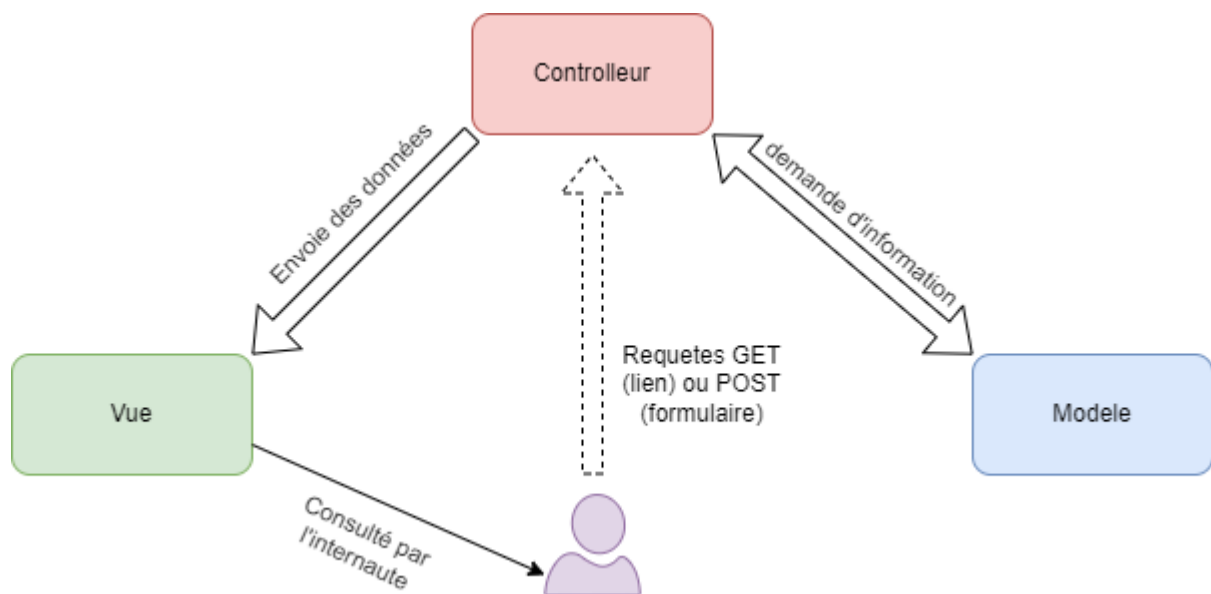 Controlleur
Envoie des données
demande d'information
Requetes GET
(lien) ou POST
(formulaire)
Vue
Modele
Consulté par
l'internaute